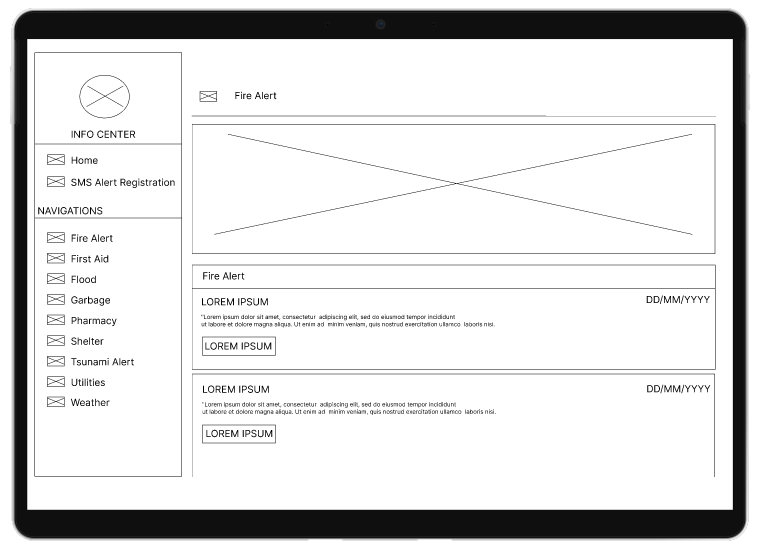 INFO CENTER
Home
SMS Alert Registration
NAVIGATIONS
Fire Alert
First Aid
Flood
Garbage
Pharmacy
Shelter
Tsunami Alert
Utilities
Weather
Fire Alert
Fire Alert
LOREM IPSUM
DD/MM/YYYY
"Lorem ipsum dolor sit amet, consectetur adipiscing elit, sed do eiusmod tempor incididunt
ut labore et dolore magna aliqua. Ut enim ad minim veniam, quis nostrud exercitation ullamco laboris nisi.
LOREM IPSUM
LOREM IPSUM
DD/MM/YYYY
"Lorem ipsum dolor sit amet, consectetur adipiscing elit, sed do eiusmod tempor incididunt
ut labore et dolore magna aliqua. Ut enim ad minim veniam, quis nostrud exercitation ullamco laboris nisi.
LOREM IPSUM